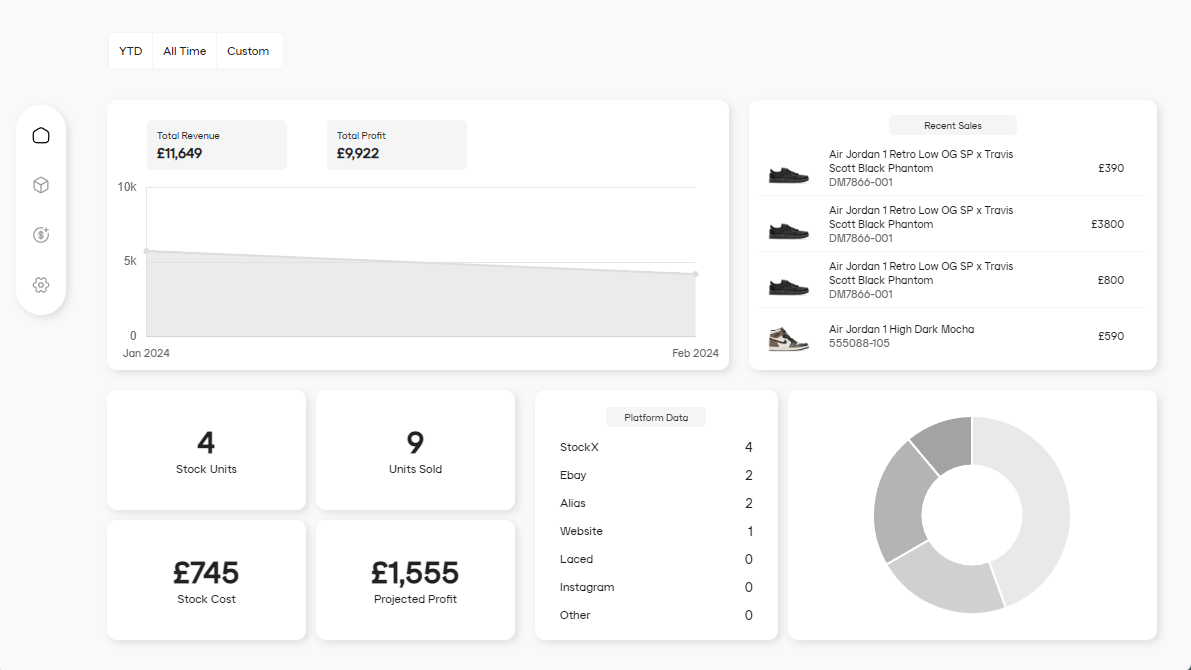 YTD
All Time
Custom
Total Revenue
£11,649
Total Profit
£9,922
10k
5k
0
Jan 2024
Feb 2024
Recent Sales
Air Jordan 1 Retro Low OG SP x Travis
Scott Black Phantom
DM7866-001
£390
Air Jordan 1 Retro Low OG SP x Travis
Scott Black Phantom
DM7866-001
£3800
Air Jordan 1 Retro Low OG SP x Travis
Scott Black Phantom
DM7866-001
£800
Air Jordan 1 High Dark Mocha
555088-105
£590
4
Stock Units
9
Units Sold
£745
Stock Cost
£1,555
Projected Profit
Platform Data
StockX 4
Ebay 2
Alias 2
Website 1
Laced 0
Instagram 0
Other 0